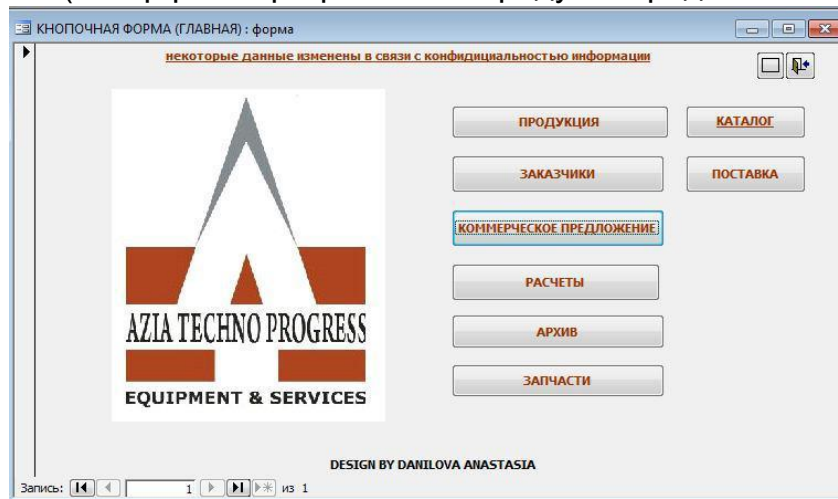 КНОПОЧНАЯ ФОРМА (ГЛАВНАЯ) : форма
некоторые данные изменены в связи с конфидициальностью информации
ПРОДУКЦИЯ
КАТАЛОГ
ЗАКАЗЧИКИ
ПОСТАВКА
КОММЕРЧЕСКОЕ ПРЕДЛОЖЕНИЕ
РАСЧЕТЫ
АРХИВ
ЗАПЧАСТИ
AZIA TECHNO PROGRESS
EQUIPMENT & SERVICES
DESIGN BY DANILOVA ANASTASIA
Запись: 1 из 1